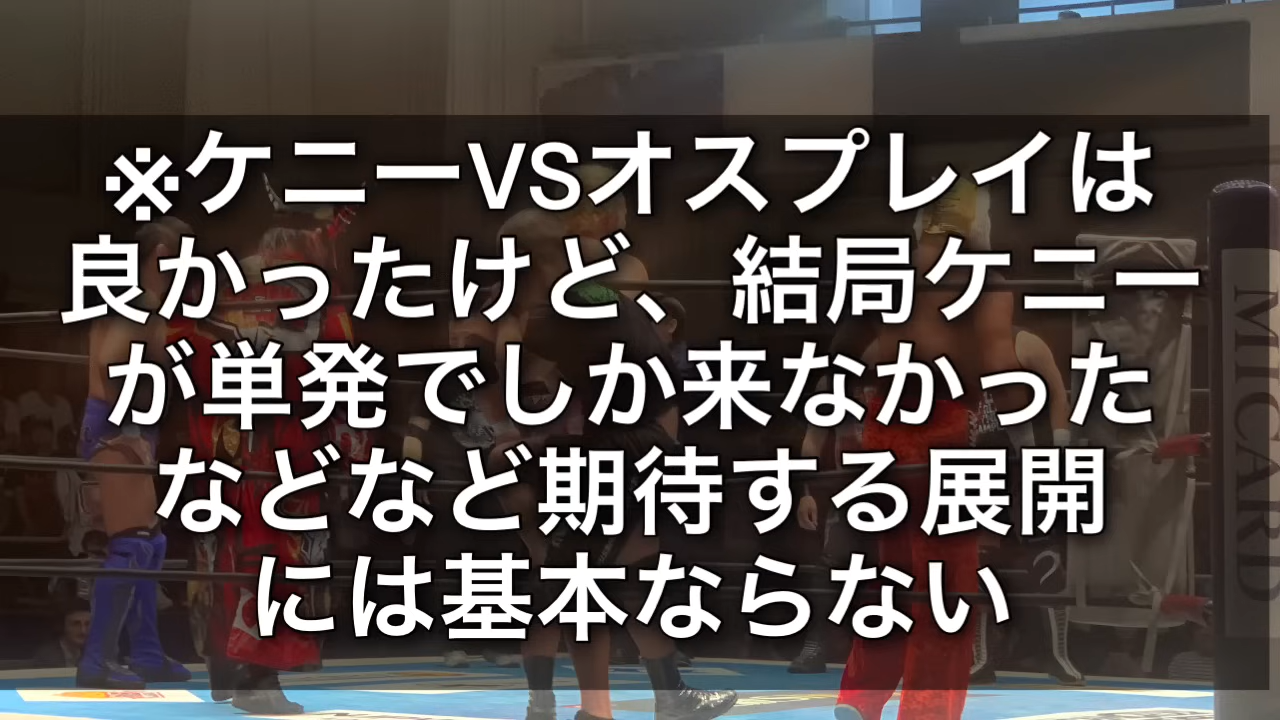 ※ケニーVSオスプレイは
良かったけど、結局ケニー
が単発でしか来なかった
などなど期待する展開
には基本ならない
MICARD